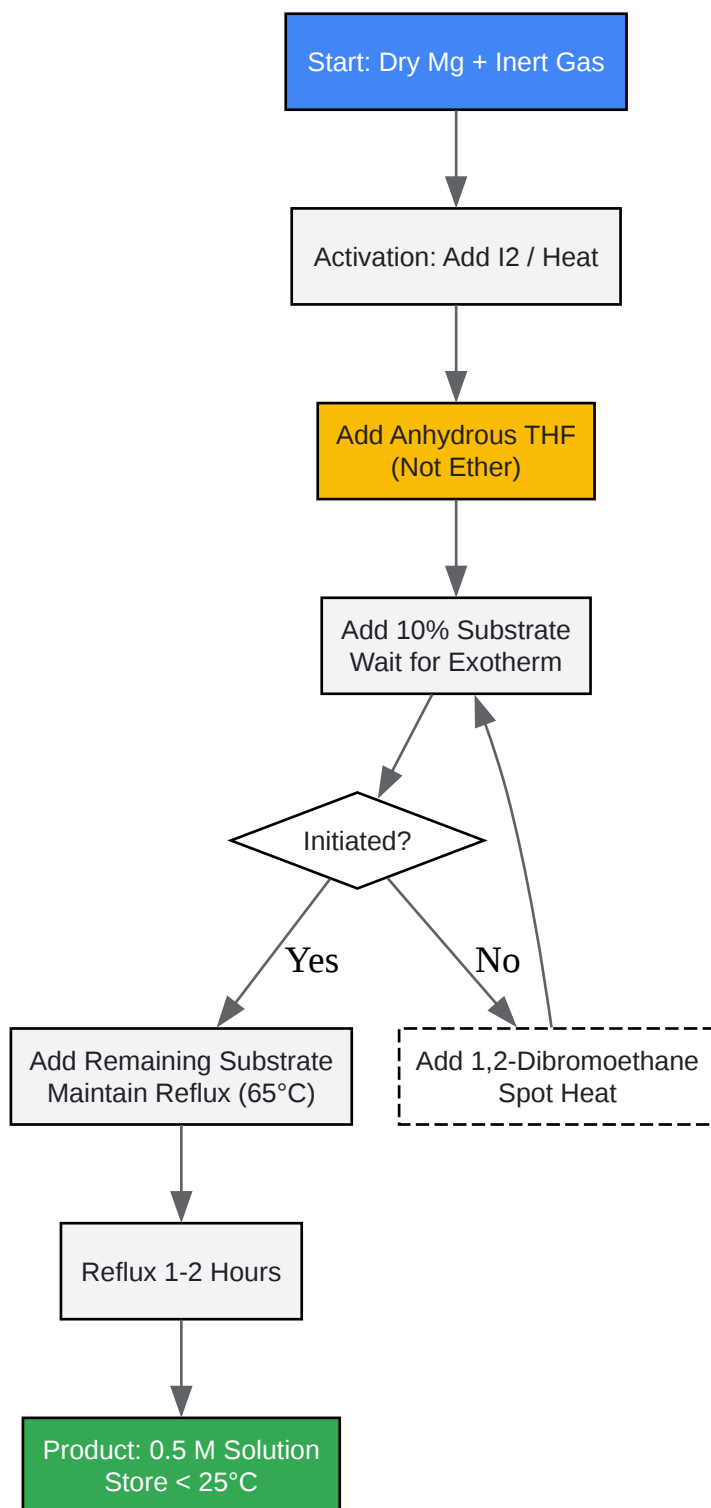 Start: Dry Mg + Inert Gas
Activation: Add I2 / Heat
Add Anhydrous THF
(Not Ether)
Add 10% Substrate
Wait for Exotherm
Initiated?
Yes
No
Add Remaining Substrate
Maintain Reflux (65°C)
Add 1,2-Dibromoethane
Spot Heat
Reflux 1-2 Hours
Product: 0.5 M Solution
Store < 25°C